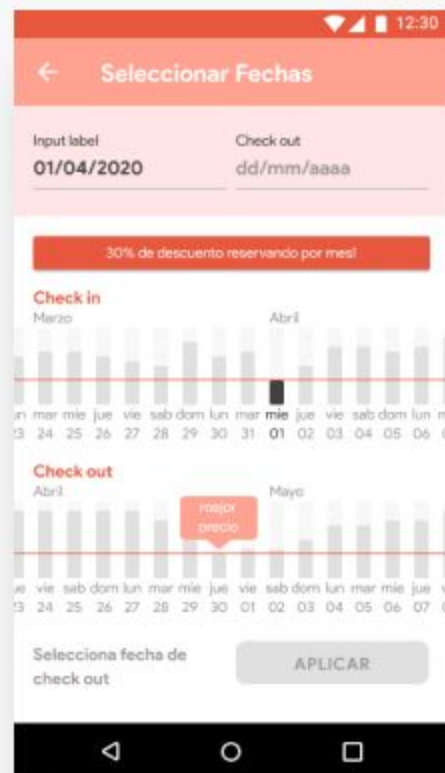 12:30
Seleccionar Fechas
Input label Check out
01/04/2020 dd/mm/aaaa
30% de descuento reservando por mes!
Check in
Marzo Abril
mar mie jue vie sab dom lun mar mie jue vie sab dom lun
23 24 25 26 27 28 29 30 31 01 02 03 04 05 06
Check out
Abril Mayo
mejor
precio
vie sab dom lun mar mie jue vie sab dom lun mar mie jue
23 24 25 26 27 28 29 30 01 02 03 04 05 06 07
Selecciona fecha de
check out
APLICAR